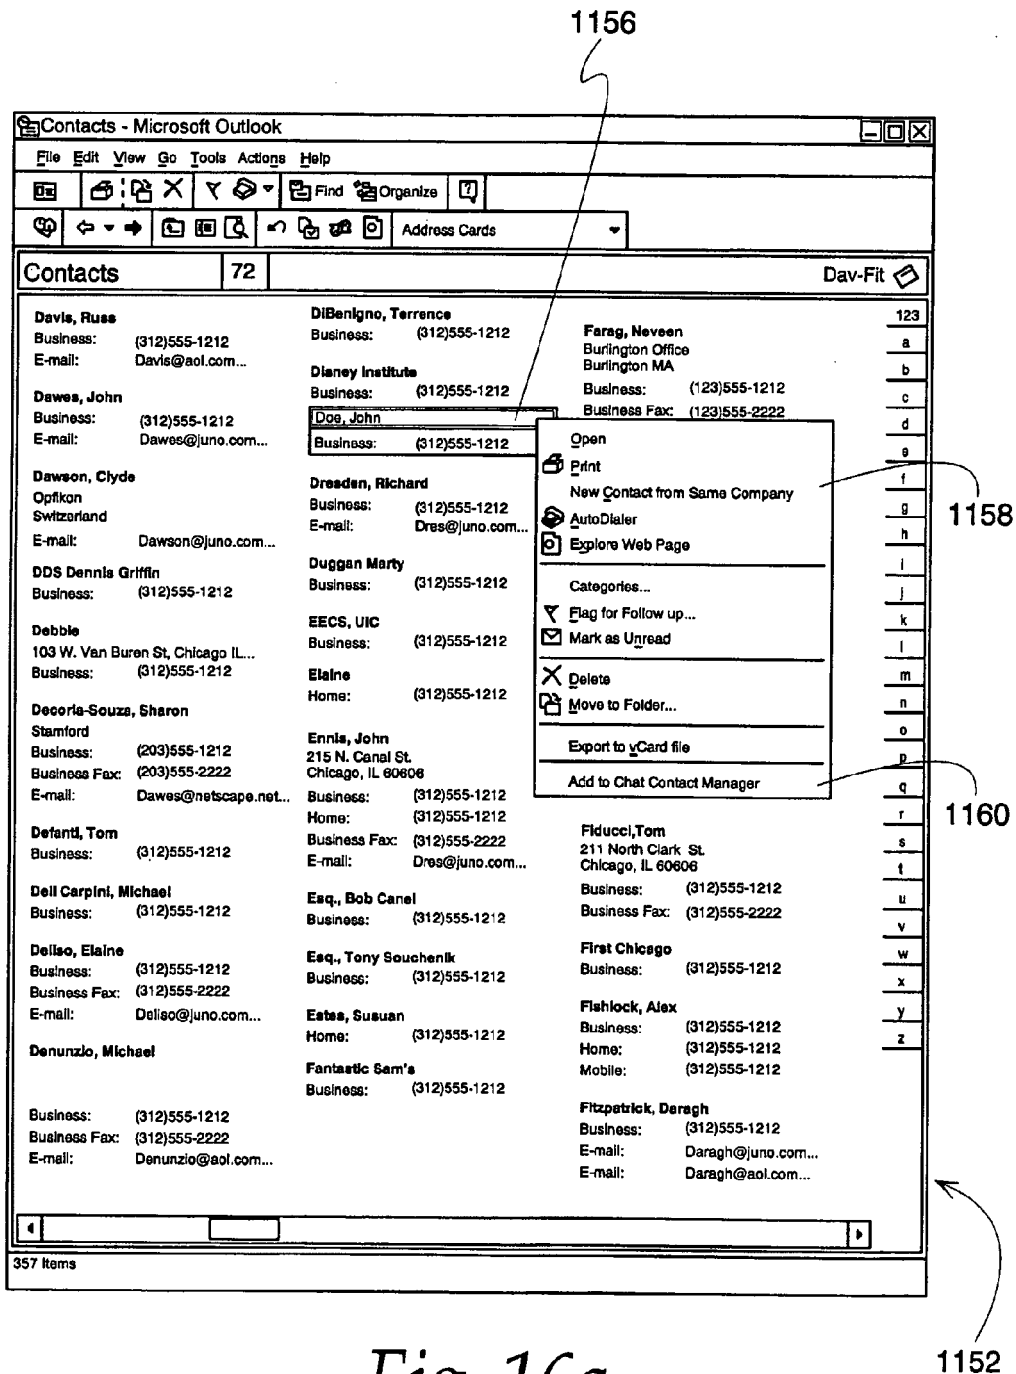 1156
Contacts - Microsoft Outlook
File Edit View Go Tools Actions Help
Find Organize
Address Cards
Contacts 72 Dav-Fit
Davis, Russ
Business: (312)555-1212
E-mail: Davis@aol.com...
Dawes, John
Business: (312)555-1212
E-mail: Dawes@juno.com...
Dawson, Clyde
Opfikon
Switzerland
E-mail: Dawson@juno.com...
DDS Dennis Griffin
Business: (312)555-1212
Debbie
103 W. Van Buren St, Chicago IL...
Business: (312)555-1212
Decoria-Souza, Sharon
Stamford
Business: (203)555-1212
Business Fax: (203)555-2222
E-mail: Dawes@netscape.net...
Defanti, Tom
Business: (312)555-1212
Dell Carpini, Michael
Business: (312)555-1212
Deliso, Elaine
Business: (312)555-1212
Business Fax: (312)555-2222
E-mail: Deliso@juno.com...
Denunzio, Michael
Business: (312)555-1212
Business Fax: (312)555-2222
E-mail: Denunzio@aol.com...
DiBenigno, Terrence
Business: (312)555-1212
Disney Institute
Business: (312)555-1212
Doe, John
Business: (312)555-1212
Dresden, Richard
Business: (312)555-1212
E-mail: Dres@juno.com...
Duggan Marty
Business: (312)555-1212
EECS, UIC
Business: (312)555-1212
Elaine
Home: (312)555-1212
Ennis, John
215 N. Canal St.
Chicago, IL 60606
Business: (312)555-1212
Home: (312)555-1212
Business Fax: (312)555-2222
E-mail: Dres@juno.com...
Esq., Bob Canel
Business: (312)555-1212
Esq., Tony Souchenik
Business: (312)555-1212
Estes, Susuan
Home: (312)555-1212
Fantastic Sam's
Business: (312)555-1212
Farag, Neveen
Burlington Office
Burlington MA
Business: (123)555-1212
Business Fax: (123)555-2222
Open
Print
New Contact from Same Company
AutoDialer
Explore Web Page
Categories...
Flag for Follow up...
Mark as Unread
Delete
Move to Folder...
Export to vCard file
Add to Chat Contact Manager
Fiducci,Tom
211 North Clark St.
Chicago, IL 60606
Business: (312)555-1212
Business Fax: (312)555-2222
First Chicago
Business: (312)555-1212
Fishlock, Alex
Business: (312)555-1212
Home: (312)555-1212
Mobile: (312)555-1212
Fitzpatrick, Daragh
Business: (312)555-1212
E-mail: Daragh@juno.com...
E-mail: Daragh@aol.com...
123
a
b
c
d
e
f
g
h
i
j
k
l
m
n
o
p
q
r
s
t
u
v
w
x
y
z
1158
1160
357 Items
1152
Fig. 16a